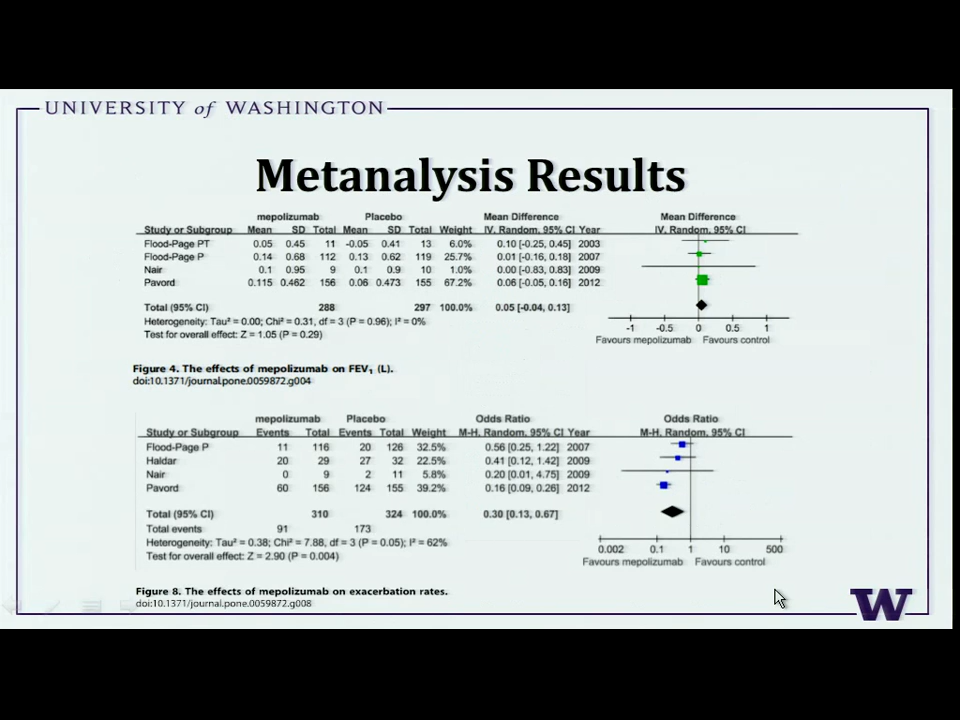 UNIVERSITY of WASHINGTON
Metanalysis Results
mepolizumab Placebo Mean Difference Mean Difference
Study or Subgroup Mean SD Total Mean SD Total Weight IV, Random, 95% CI Year IV, Random, 95% CI
Flood-Page PT 0.05 0.45 11 -0.05 0.41 13 6.0% 0.10 [-0.25, 0.45] 2003
Flood-Page P 0.14 0.68 112 0.13 0.62 119 25.7% 0.01 [-0.16, 0.18] 2007
Nair 0.1 0.95 9 0.1 0.9 10 1.0% 0.00 [-0.83, 0.83] 2009
Pavord 0.115 0.462 156 0.06 0.473 155 67.2% 0.06 [-0.05, 0.16] 2012
Total (95% CI) 288 297 100.0% 0.05 [-0.04, 0.13]
Heterogeneity: Tau² = 0.00; Chi² = 0.31, df = 3 (P = 0.96); I² = 0%
Test for overall effect: Z = 1.05 (P = 0.29)
-1 -0.5 0 0.5 1
Favours mepolizumab Favours control
Figure 4. The effects of mepolizumab on FEV₁ (L).
doi:10.1371/journal.pone.0059872.g004
mepolizumab Placebo Odds Ratio Odds Ratio
Study or Subgroup Events Total Events Total Weight M-H, Random, 95% CI Year M-H, Random, 95% CI
Flood-Page P 11 116 20 126 32.5% 0.56 [0.25, 1.22] 2007
Haldar 20 29 27 32 22.5% 0.41 [0.12, 1.42] 2009
Nair 0 9 2 11 5.8% 0.20 [0.01, 4.75] 2009
Pavord 60 156 124 155 39.2% 0.16 [0.09, 0.26] 2012
Total (95% CI) 310 324 100.0% 0.30 [0.13, 0.67]
Total events 91 173
Heterogeneity: Tau² = 0.38; Chi² = 7.88, df = 3 (P = 0.05); I² = 62%
Test for overall effect: Z = 2.90 (P = 0.004)
0.002 0.1 1 10 500
Favours mepolizumab Favours control
Figure 8. The effects of mepolizumab on exacerbation rates.
doi:10.1371/journal.pone.0059872.g008
W